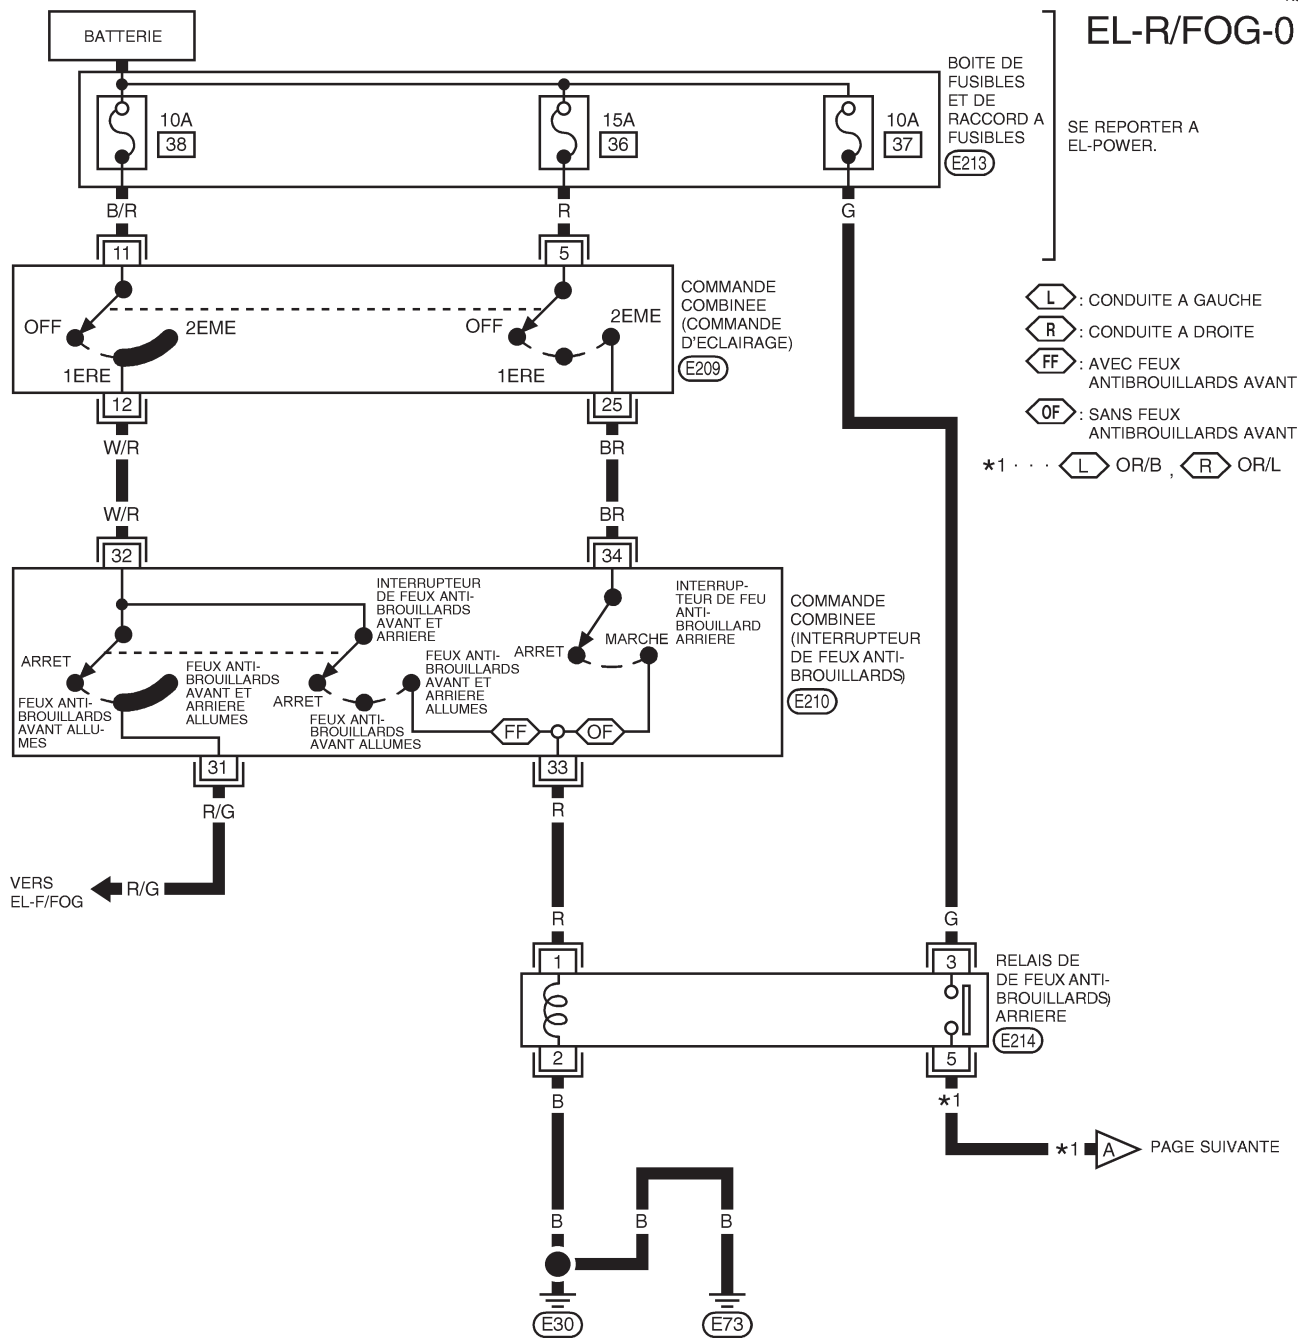 EL-R/FOG-0
BATTERIE
10A
38
15A
36
10A
37
BOITE DE
FUSIBLES
ET DE
RACCORD A
FUSIBLES
E213
SE REPORTER A
EL-POWER.
B/R
R
G
11
5
OFF
2EME
1ERE
OFF
2EME
1ERE
COMMANDE
COMBINEE
(COMMANDE
D'ECLAIRAGE)
E209
L : CONDUITE A GAUCHE
R : CONDUITE A DROITE
FF : AVEC FEUX
ANTIBROUILLARDS AVANT
OF : SANS FEUX
ANTIBROUILLARDS AVANT
*1 · · · L OR/B , R OR/L
12
25
W/R
BR
W/R
BR
32
34
INTERRUPTEUR
DE FEUX ANTI-
BROUILLARDS
AVANT ET
ARRIERE
INTERRUP-
TEUR DE FEU
ANTI-
BROUILLARD
ARRIERE
ARRET
FEUX ANTI-
BROUILLARDS
AVANT ALLU-
MES
FEUX ANTI-
BROUILLARDS
AVANT ET
ARRIERE
ALLUMES
ARRET
FEUX ANTI-
BROUILLARDS
AVANT ALLUMES
FEUX ANTI-
BROUILLARDS
AVANT ET
ARRIERE
ALLUMES
ARRET
MARCHE
FF
OF
COMMANDE
COMBINEE
(INTERRUPTEUR
DE FEUX ANTI-
BROUILLARDS)
E210
31
33
R/G
R
VERS
EL-F/FOG
R/G
R
G
1
3
RELAIS DE
DE FEUX ANTI-
BROUILLARDS)
ARRIERE
E214
2
5
B
*1
*1 A PAGE SUIVANTE
B
B
B
E30
E73